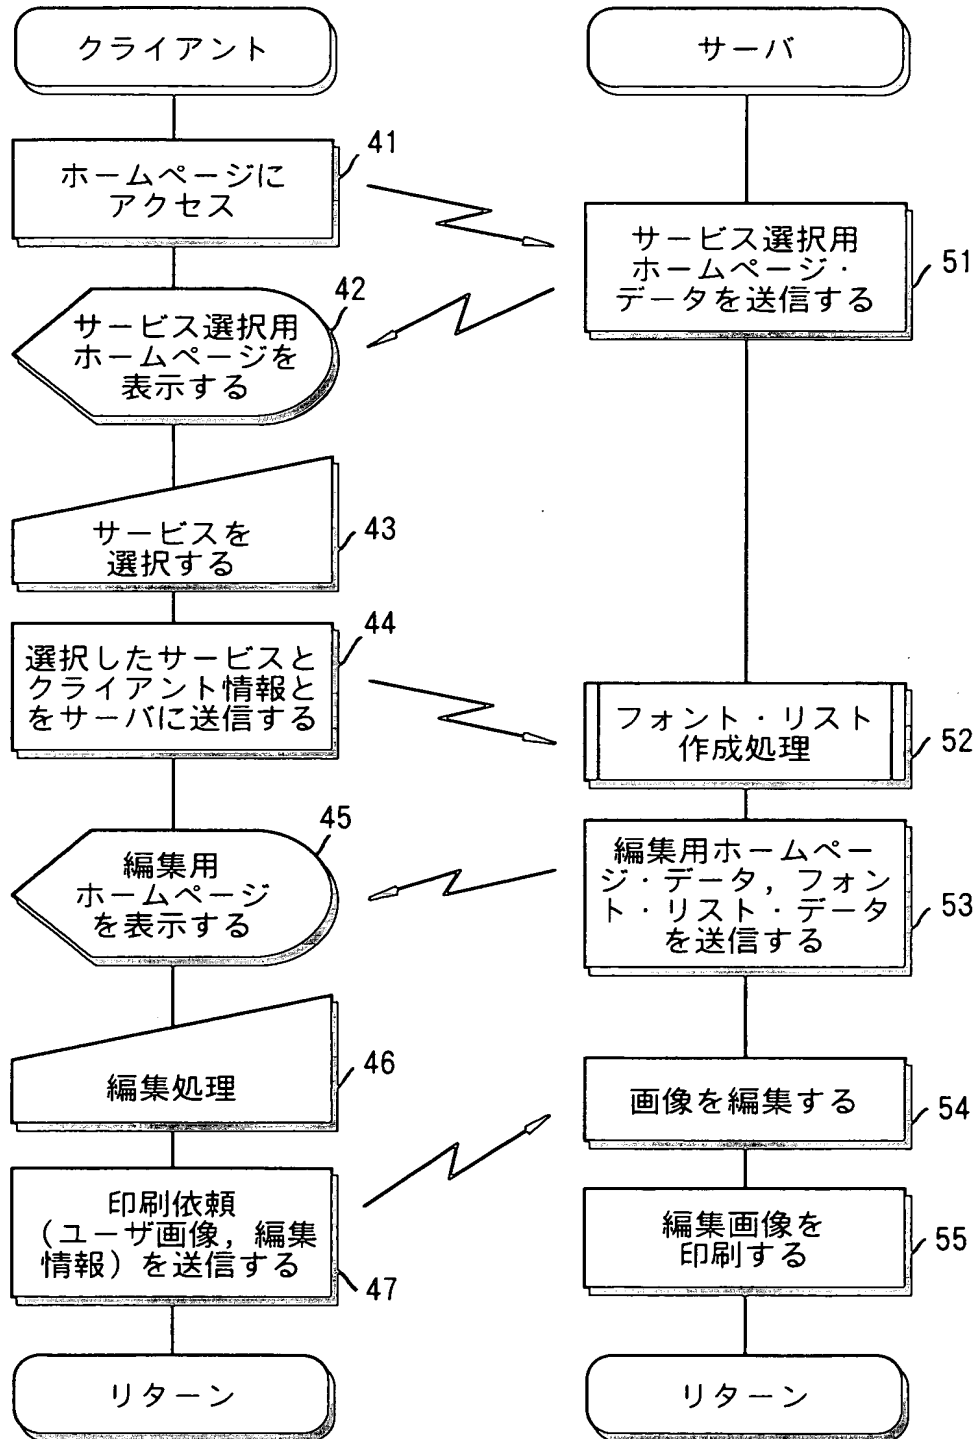 クライアント
ホームページに
アクセス
41
サービス選択用
ホームページを
表示する
42
サービスを
選択する
43
選択したサービスと
クライアント情報と
をサーバに送信する
44
編集用
ホームページ
を表示する
45
編集処理
46
印刷依頼
(ユーザ画像,編集
情報)を送信する
47
リターン
サーバ
サービス選択用
ホームページ・
データを送信する
51
フォント・リスト
作成処理
52
編集用ホームペー
ジ・データ,フォン
ト・リスト・データ
を送信する
53
画像を編集する
54
編集画像を
印刷する
55
リターン